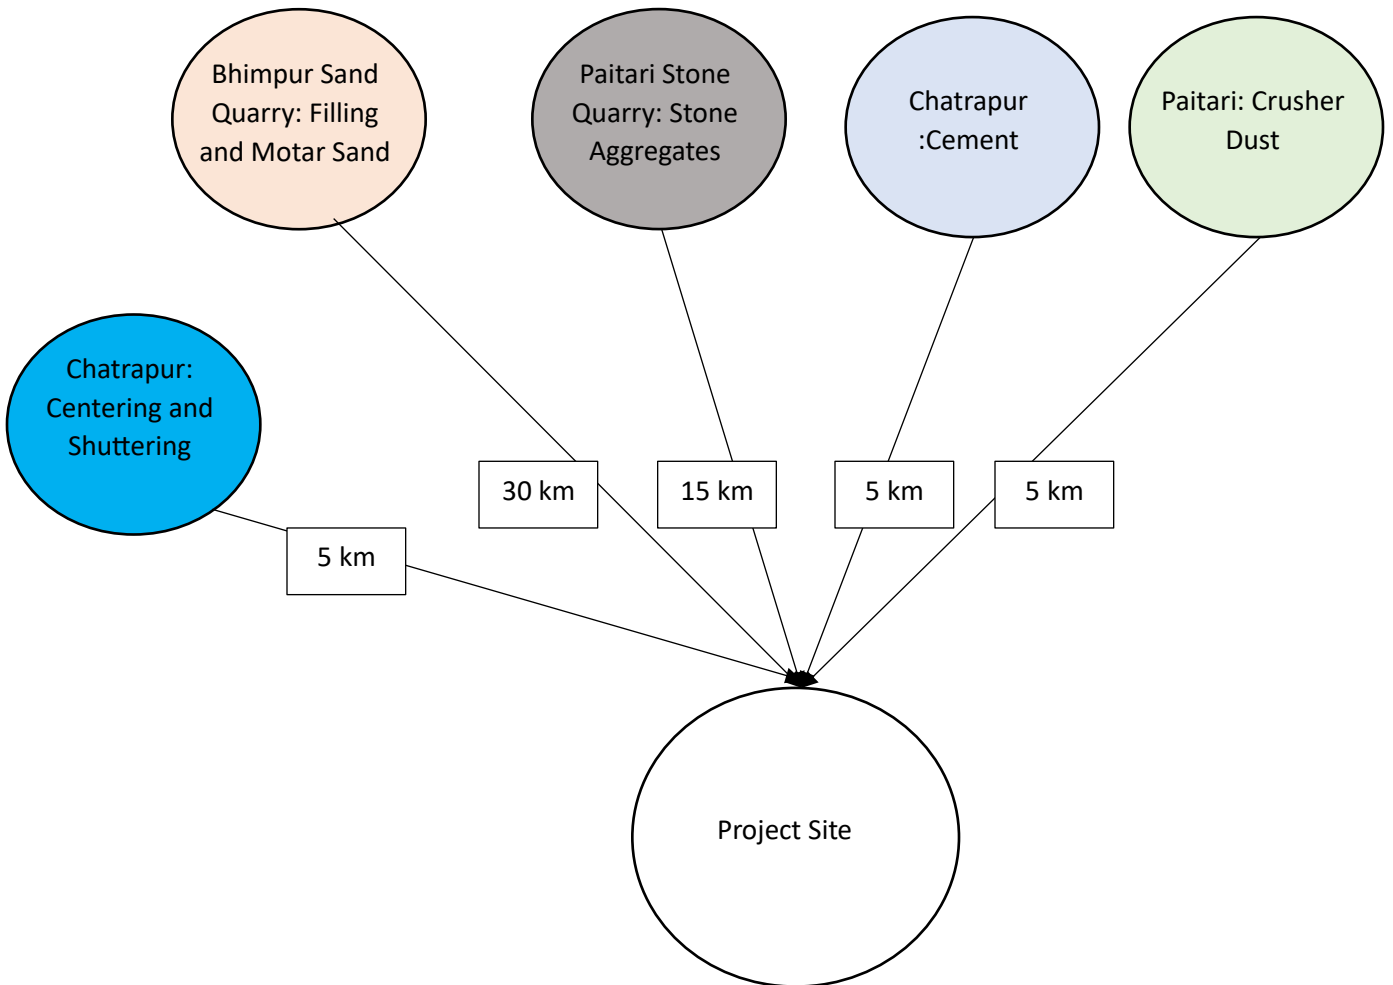 Bhimpur Sand
Quarry: Filling
and Motar Sand
Paitari Stone
Quarry: Stone
Aggregates
Chatrapur
:Cement
Paitari: Crusher
Dust
Chatrapur:
Centering and
Shuttering
30 km
15 km
5 km
5 km
5 km
Project Site